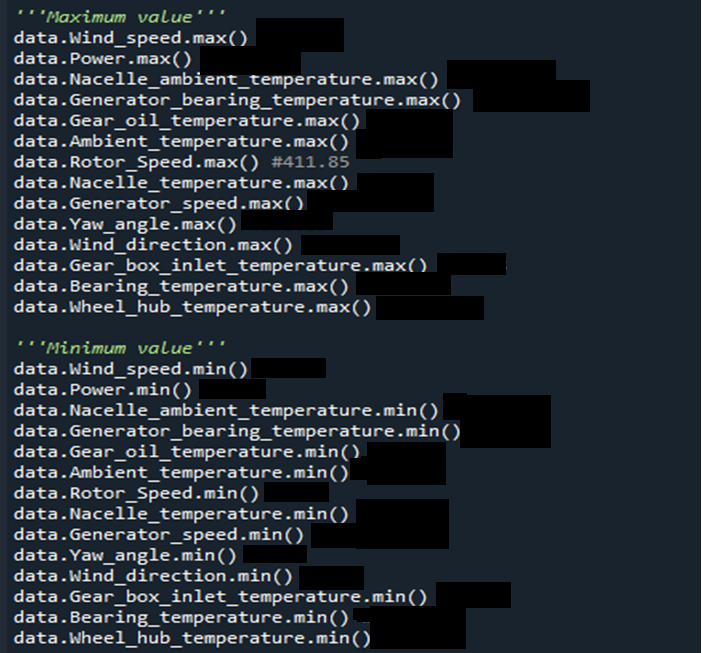 '''Maximum value'''
data.Wind_speed.max()
data.Power.max()
data.Nacelle_ambient_temperature.max()
data.Generator_bearing_temperature.max()
data.Gear_oil_temperature.max()
data.Ambient_temperature.max()
data.Rotor_Speed.max() #411.85
data.Nacelle_temperature.max()
data.Generator_speed.max()
data.Yaw_angle.max()
data.Wind_direction.max()
data.Gear_box_inlet_temperature.max()
data.Bearing_temperature.max()
data.Wheel_hub_temperature.max()
'''Minimum value'''
data.Wind_speed.min()
data.Power.min()
data.Nacelle_ambient_temperature.min()
data.Generator_bearing_temperature.min()
data.Gear_oil_temperature.min()
data.Ambient_temperature.min()
data.Rotor_Speed.min()
data.Nacelle_temperature.min()
data.Generator_speed.min()
data.Yaw_angle.min()
data.Wind_direction.min()
data.Gear_box_inlet_temperature.min()
data.Bearing_temperature.min()
data.Wheel_hub_temperature.min()